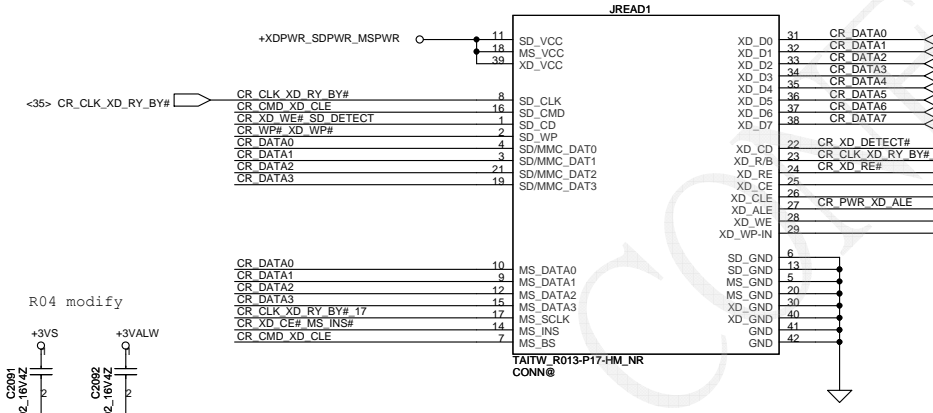 JREAD1
+XDPWR_SDPWR_MSPWR
11 SD_VCC
18 MS_VCC
39 XD_VCC
<35> CR_CLK_XD_RY_BY#
CR_CLK_XD_RY_BY# 8 SD_CLK
CR_CMD_XD_CLE 16 SD_CMD
CR_XD_WE#_SD_DETECT 1 SD_CD
CR_WP#_XD_WP# 2 SD_WP
CR_DATA0 4 SD/MMC_DAT0
CR_DATA1 3 SD/MMC_DAT1
CR_DATA2 21 SD/MMC_DAT2
CR_DATA3 19 SD/MMC_DAT3
CR_DATA0 10 MS_DATA0
CR_DATA1 9 MS_DATA1
CR_DATA2 12 MS_DATA2
CR_DATA3 15 MS_DATA3
CR_CLK_XD_RY_BY#_17 17 MS_SCLK
CR_XD_CE#_MS_INS# 14 MS_INS
CR_CMD_XD_CLE 7 MS_BS
XD_D0 31 CR_DATA0
XD_D1 32 CR_DATA1
XD_D2 33 CR_DATA2
XD_D3 34 CR_DATA3
XD_D4 35 CR_DATA4
XD_D5 36 CR_DATA5
XD_D6 37 CR_DATA6
XD_D7 38 CR_DATA7
XD_CD 22 CR_XD_DETECT#
XD_R/B 23 CR_CLK_XD_RY_BY#_
XD_RE 24 CR_XD_RE#
XD_CE 25
XD_CLE 26
XD_ALE 27 CR_PWR_XD_ALE
XD_WE 28
XD_WP-IN 29
SD_GND 6
SD_GND 13
MS_GND 5
MS_GND 20
XD_GND 30
XD_GND 40
GND 41
GND 42
TAITW_R013-P17-HM_NR
CONN@
R04 modify
+3VS
+3VALW
C2091
2_16V4Z
2
C2092
02_16V4Z
2